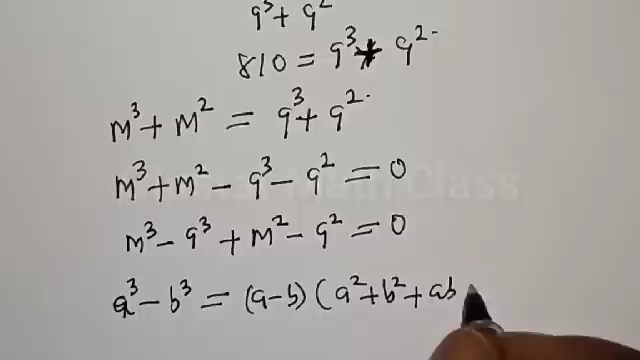 9³ + 9²
810 = 9³ + 9²
m³ + m² = 9³ + 9²
m³ + m² - 9³ - 9² = 0
m³ - 9³ + m² - 9² = 0
a³ - b³ = (a-b) (a² + b² + ab